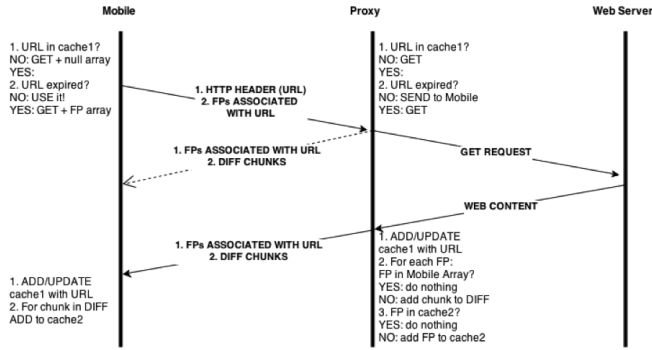 Mobile
Proxy
Web Server
1. URL in cache1?
NO: GET + null array
YES:
2. URL expired?
NO: USE it!
YES: GET + FP array
1. HTTP HEADER (URL)
2. FPs ASSOCIATED
WITH URL
1. URL in cache1?
NO: GET
YES:
2. URL expired?
NO: SEND to Mobile
YES: GET
1. FPs ASSOCIATED WITH URL
2. DIFF CHUNKS
GET REQUEST
WEB CONTENT
1. FPs ASSOCIATED WITH URL
2. DIFF CHUNKS
1. ADD/UPDATE
cache1 with URL
2. For each FP:
FP in Mobile Array?
YES: do nothing
NO: add chunk to DIFF
3. FP in cache2?
YES: do nothing
NO: add FP to cache2
1. ADD/UPDATE
cache1 with URL
2. For chunk in DIFF
ADD to cache2